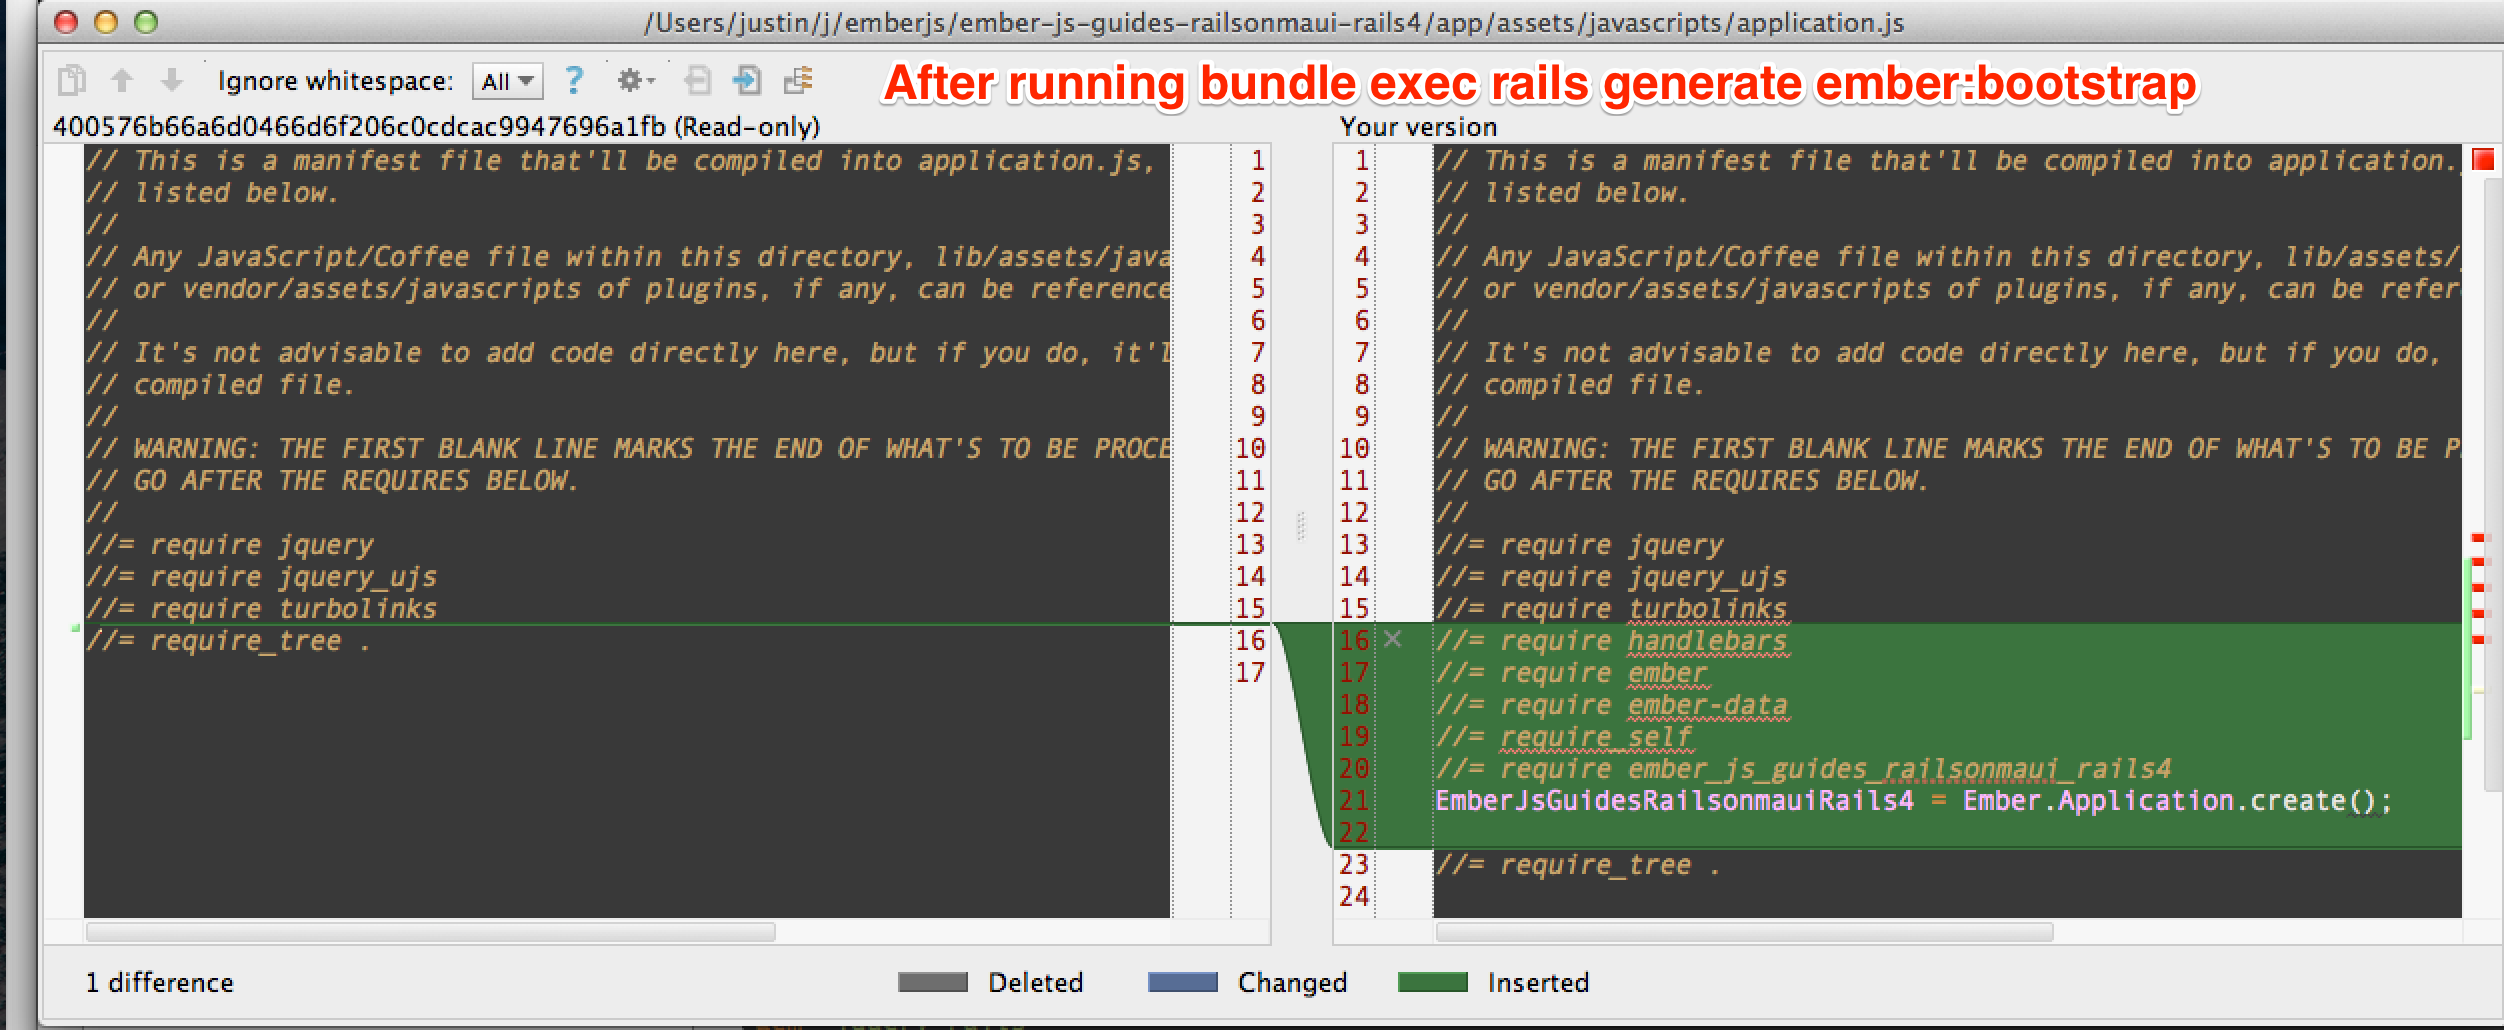 /Users/justin/j/emberjs/ember-js-guides-railsonmaui-rails4/app/assets/javascripts/application.js
Ignore whitespace: All ?
After running bundle exec rails generate ember:bootstrap
400576b66a6d0466d6f206c0cdcac9947696a1fb (Read-only)
// This is a manifest file that'll be compiled into application.js, 1
// listed below. 2
// 3
// Any JavaScript/Coffee file within this directory, lib/assets/java 4
// or vendor/assets/javascripts of plugins, if any, can be reference 5
// 6
// It's not advisable to add code directly here, but if you do, it'l 7
// compiled file. 8
// 9
// WARNING: THE FIRST BLANK LINE MARKS THE END OF WHAT'S TO BE PROCE 10
// GO AFTER THE REQUIRES BELOW. 11
// 12
//= require jquery 13
//= require jquery_ujs 14
//= require turbolinks 15
//= require_tree . 16
17
Your version
1 // This is a manifest file that'll be compiled into application.
2 // listed below.
3 //
4 // Any JavaScript/Coffee file within this directory, lib/assets/
5 // or vendor/assets/javascripts of plugins, if any, can be refer
6 //
7 // It's not advisable to add code directly here, but if you do,
8 // compiled file.
9 //
10 // WARNING: THE FIRST BLANK LINE MARKS THE END OF WHAT'S TO BE P
11 // GO AFTER THE REQUIRES BELOW.
12 //
13 //= require jquery
14 //= require jquery_ujs
15 //= require turbolinks
16 //= require handlebars
17 //= require ember
18 //= require ember-data
19 //= require_self
20 //= require ember_js_guides_railsonmaui_rails4
21 EmberJsGuidesRailsonmauiRails4 = Ember.Application.create();
22
23 //= require_tree .
24
1 difference
Deleted
Changed
Inserted